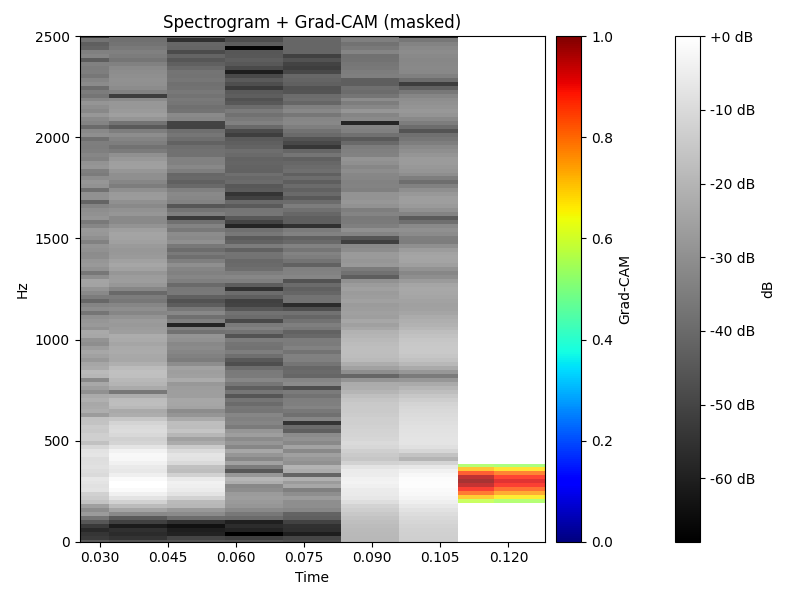 Spectrogram + Grad-CAM (masked)
2500
2000
1500
1000
500
0
Hz
0.030
0.045
0.060
0.075
0.090
0.105
0.120
Time
1.0
0.8
0.6
0.4
0.2
0.0
Grad-CAM
+0 dB
-10 dB
-20 dB
-30 dB
-40 dB
-50 dB
-60 dB
dB